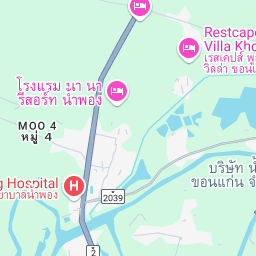 Restcape
Villa Kho
เรสเคปส์ พู
วิลล่า ขอนแ
โรงแรม นา นา
รีสอร์ท น้ำพอง
MOO 4
หมู่ 4
บริษัท น้
ขอนแก่น จํ
g Hospital
ยาบาลน้ำพอง
H
2039
2
2